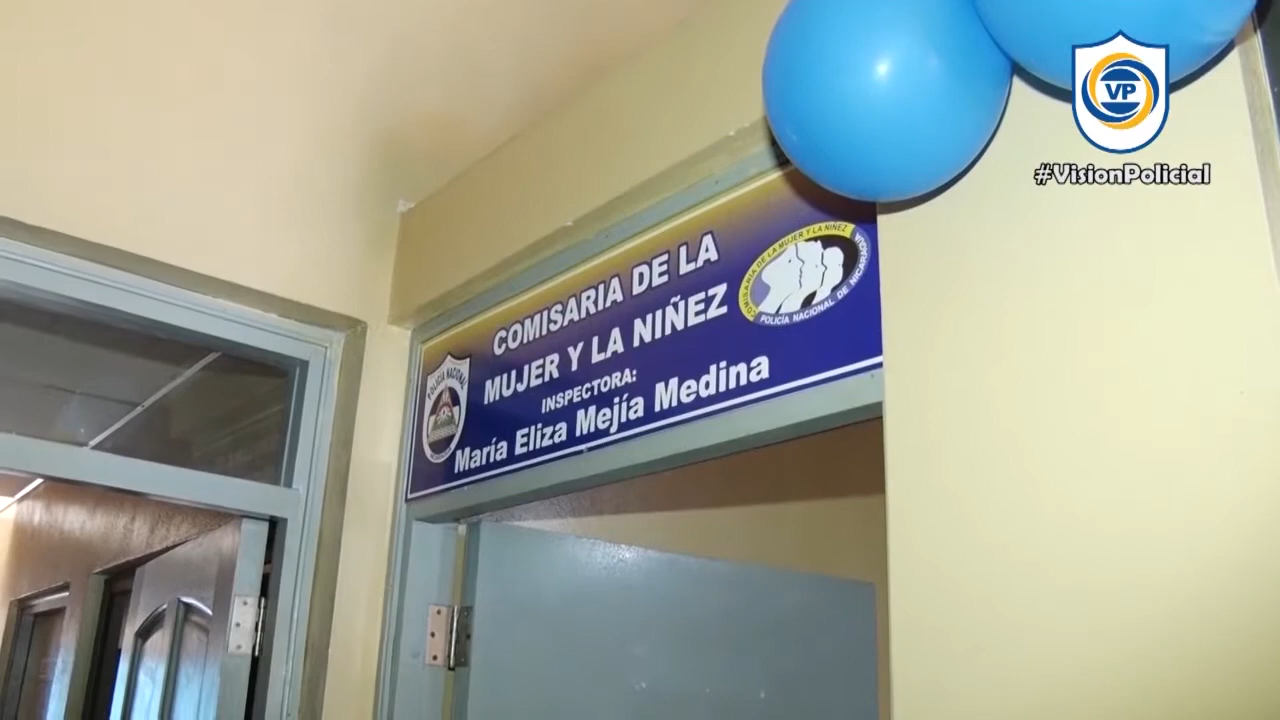 VP
#VisionPolicial
COMISARIA DE LA
MUJER Y LA NIÑEZ
INSPECTORA:
María Eliza Mejía Medina
POLICÍA NACIONAL
COMISARIA DE LA MUJER Y LA NIÑEZ
POLICÍA NACIONAL DE NICARAGUA